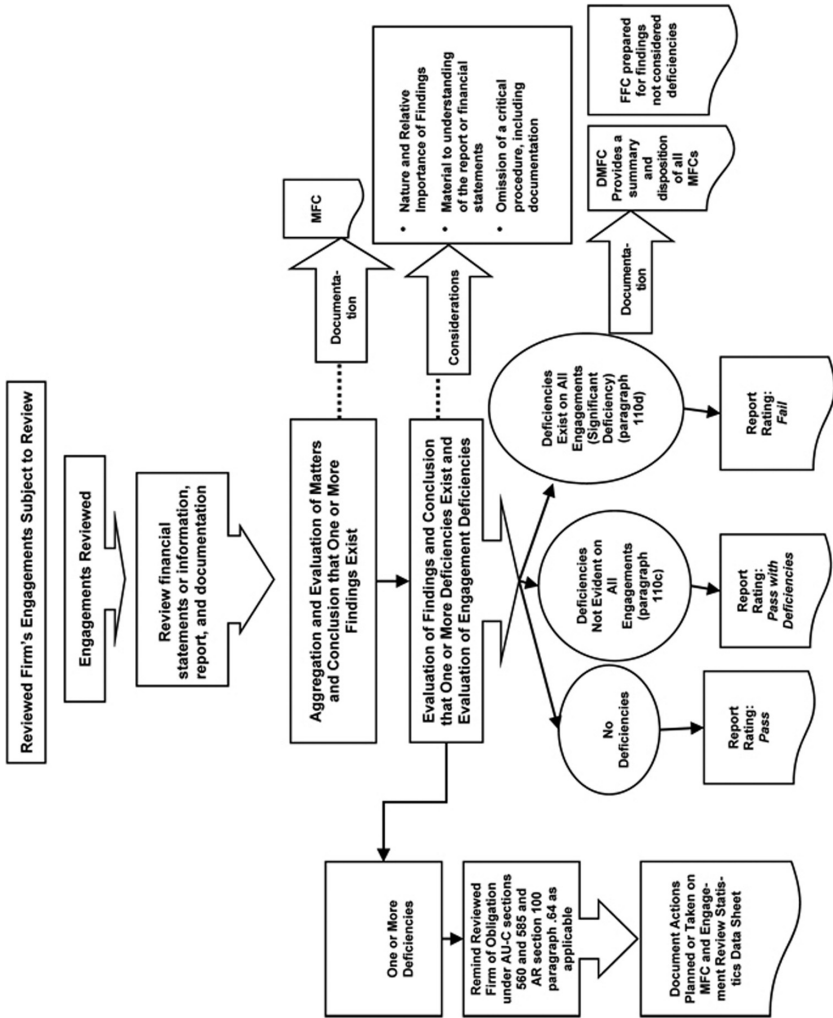 Reviewed Firm's Engagements Subject to Review
Engagements Reviewed
Review financial
statements or information,
report, and documentation
Aggregation and Evaluation of Matters
and Conclusion that One or More
Findings Exist
Documenta-
tion
MFC
Evaluation of Findings and Conclusion
that One or More Deficiencies Exist and
Evaluation of Engagement Deficiencies
Considerations
• Nature and Relative
Importance of Findings
• Material to understanding
of the report or financial
statements
• Omission of a critical
procedure, including
documentation
One or More
Deficiencies
Remind Reviewed
Firm of Obligation
under AU-C sections
560 and 585 and
AR section 100
paragraph .64 as
applicable
Document Actions
Planned or Taken on
MFC and Engage-
ment Review Statis-
tics Data Sheet
No
Deficiencies
Deficiencies
Not Evident on
All
Engagements
(paragraph
110c)
Deficiencies
Exist on All
Engagements
(Significant
Deficiency)
(paragraph
110d)
Documenta-
tion
DMFC
Provides a
summary
and
disposition
of all
MFCs
FFC prepared
for findings
not considered
deficiencies
Report
Rating:
Pass
Report
Rating:
Pass with
Deficiencies
Report
Rating:
Fail